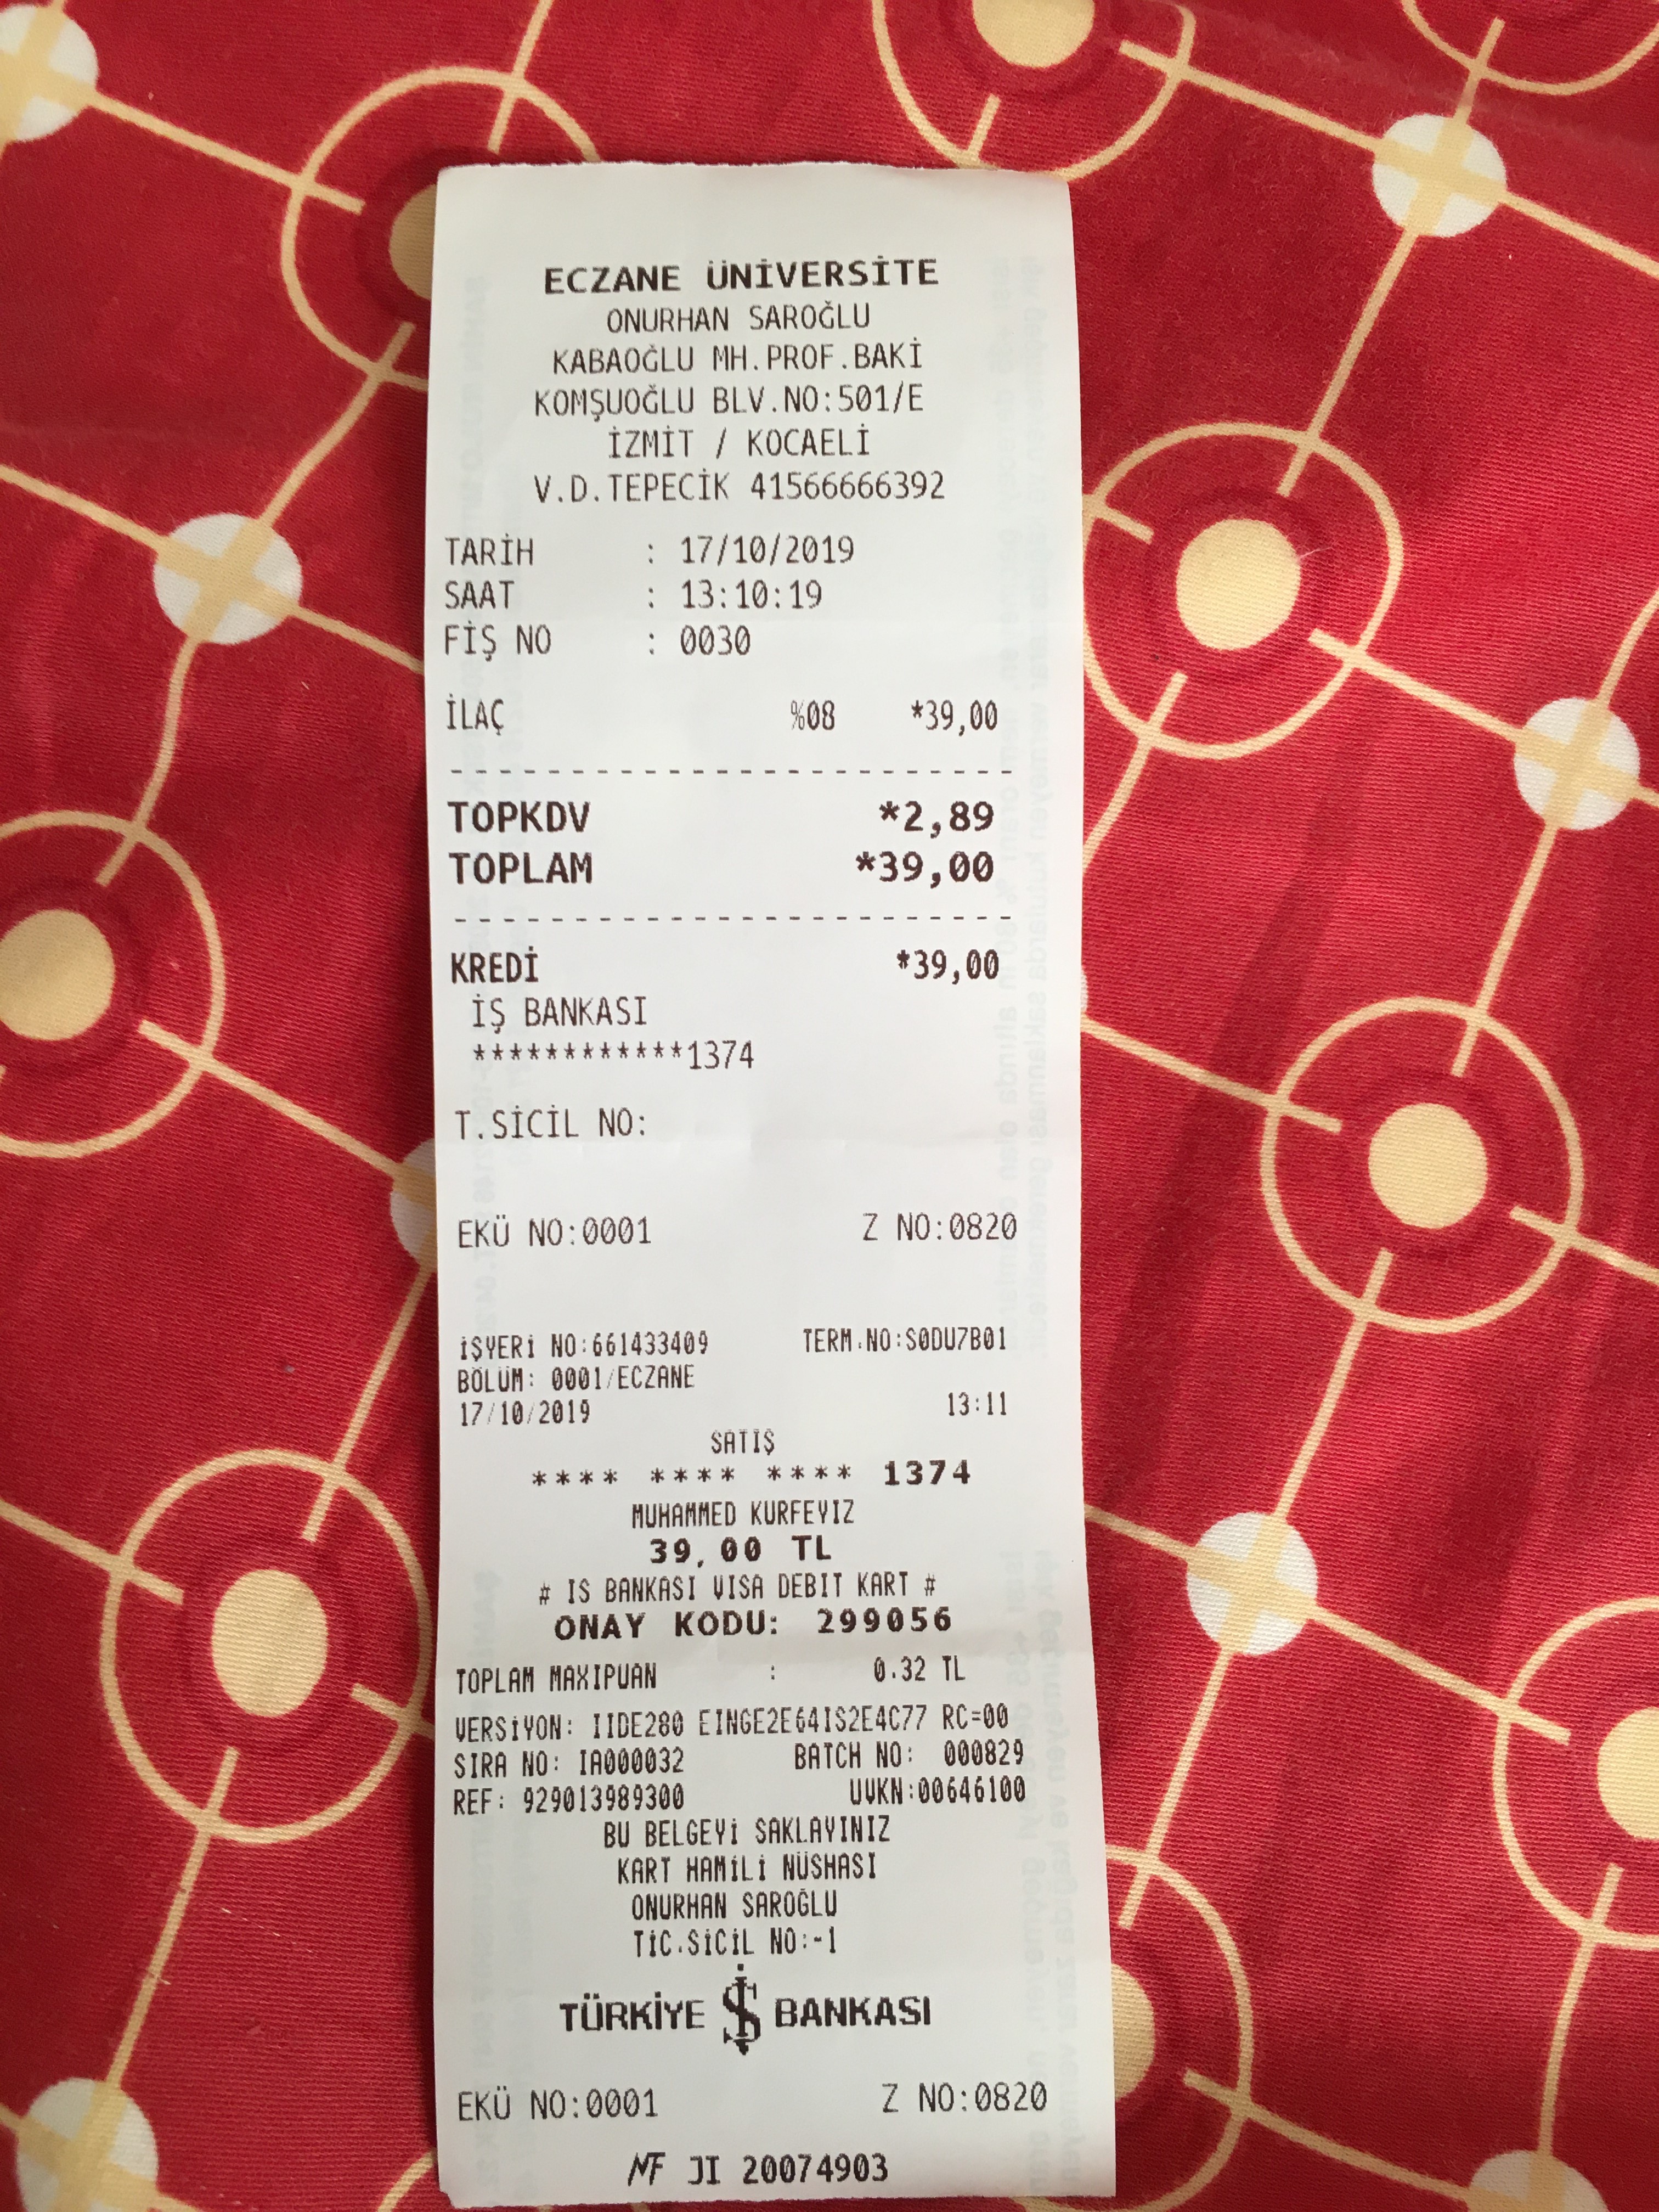 ECZANE ÜNİVERSİTE
ONURHAN SAROĞLU
KABAOĞLU MH.PROF.BAKİ
KOMŞUOĞLU BLV.NO:501/E
İZMİT / KOCAELİ
V.D.TEPECİK 41566666392
TARİH : 17/10/2019
SAAT : 13:10:19
FİŞ NO : 0030
İLAÇ %08 *39,00
TOPKDV *2,89
TOPLAM *39,00
KREDİ *39,00
İŞ BANKASI
************1374
T.SİCİL NO:
EKÜ NO:0001 Z NO:0820
İŞYERİ NO:661433409 TERM.NO:S0DU7B01
BÖLÜM: 0001/ECZANE
17/10/2019 13:11
SATIŞ
**** **** **** 1374
MUHAMMED KURFEYIZ
39,00 TL
# IS BANKASI VISA DEBIT KART #
ONAY KODU: 299056
TOPLAM MAXIPUAN : 0.32 TL
VERSİYON: IIDE280 EINGE2E64IS2E4C77 RC=00
SIRA NO: IA000032 BATCH NO: 000829
REF: 929013989300 UVKN:00646100
BU BELGEYİ SAKLAYINIZ
KART HAMİLİ NÜSHASI
ONURHAN SAROĞLU
TİC.SİCİL NO:-1
TÜRKİYE İŞ BANKASI
EKÜ NO:0001 Z NO:0820
MF JI 20074903